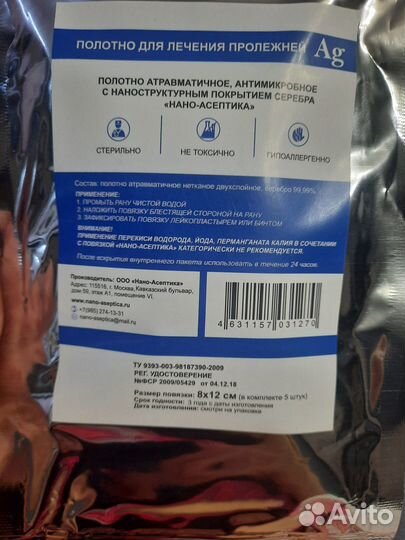 ПОЛОТНО ДЛЯ ЛЕЧЕНИЯ ПРОЛЕЖНЕЙ Ag
ПОЛОТНО АТРАВМАТИЧНОЕ, АНТИМИКРОБНОЕ
С НАНОСТРУКТУРНЫМ ПОКРЫТИЕМ СЕРЕБРА
«НАНО-АСЕПТИКА»
СТЕРИЛЬНО
НЕ ТОКСИЧНО
ГИПОАЛЛЕРГЕННО
Состав: полотно атравматичное нетканое двухслойное, серебро 99,99%
ПРИМЕНЕНИЕ:
1. ПРОМЫТЬ РАНУ ЧИСТОЙ ВОДОЙ
2. НАЛОЖИТЬ ПОВЯЗКУ БЛЕСТЯЩЕЙ СТОРОНОЙ НА РАНУ
3. ЗАФИКСИРОВАТЬ ПОВЯЗКУ ЛЕЙКОПЛАСТЫРЕМ ИЛИ БИНТОМ
ВНИМАНИЕ!
ПРИМЕНЕНИЕ ПЕРЕКИСИ ВОДОРОДА, ЙОДА, ПЕРМАНГАНАТА КАЛИЯ В СОЧЕТАНИИ
С ПОВЯЗКОЙ «НАНО-АСЕПТИКА» КАТЕГОРИЧЕСКИ НЕ РЕКОМЕНДУЕТСЯ.
После вскрытия внутреннего пакета использовать в течение 24 часов.
Производитель: ООО «Нано-Асептика»
Адрес: 115516, г. Москва, Кавказский бульвар,
дом 59, этаж А1, помещение VI.
www.nano-aseptica.ru
+7(985) 274-13-31
nano-aseptica@mail.ru
4 631157 031270
ТУ 9393-003-98187390-2009
РЕГ. УДОСТОВЕРЕНИЕ
№ФСР 2009/05429 от 04.12.18
Размер повязки: 8х12 см (в комплекте 5 штук)
Срок годности: 3 года с даты изготовления
Дата изготовления: смотри на упаковке
Avito